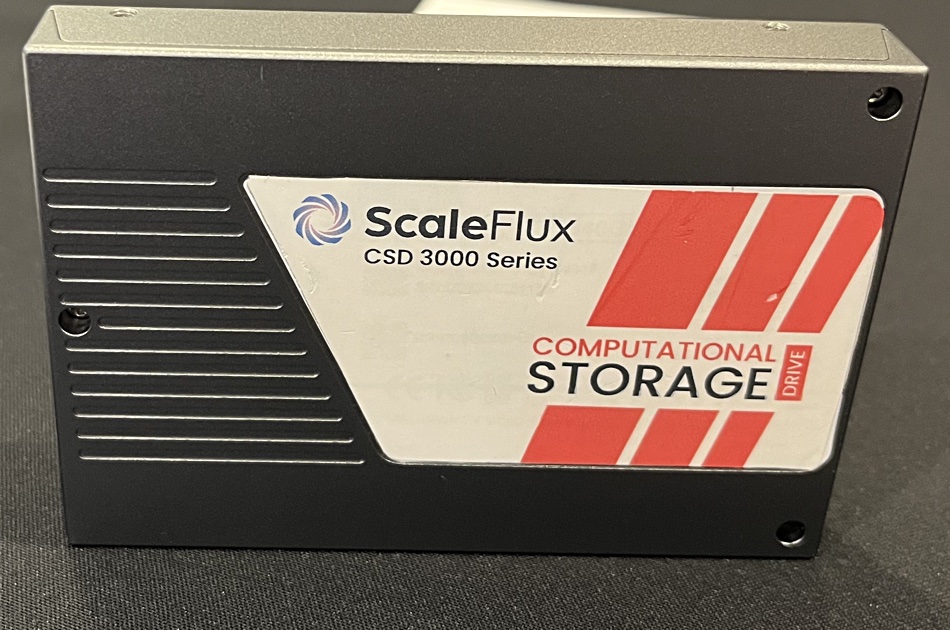 ScaleFlux
CSD 3000 Series
COMPUTATIONAL
STORAGE
DRIVE